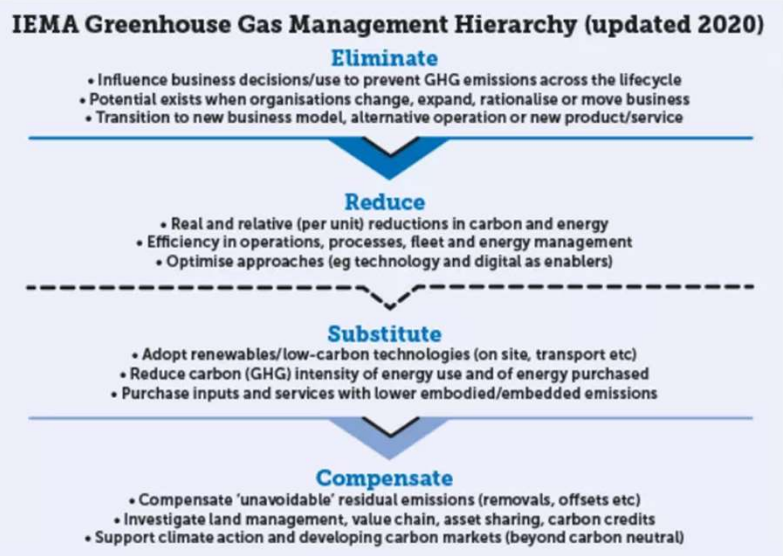 IEMA Greenhouse Gas Management Hierarchy (updated 2020)
Eliminate
• Influence business decisions/use to prevent GHG emissions across the lifecycle
• Potential exists when organisations change, expand, rationalise or move business
• Transition to new business model, alternative operation or new product/service
Reduce
• Real and relative (per unit) reductions in carbon and energy
• Efficiency in operations, processes, fleet and energy management
• Optimise approaches (eg technology and digital as enablers)
Substitute
• Adopt renewables/low-carbon technologies (on site, transport etc)
• Reduce carbon (GHG) intensity of energy use and of energy purchased
• Purchase inputs and services with lower embodied/embedded emissions
Compensate
• Compensate ‘unavoidable’ residual emissions (removals, offsets etc)
• Investigate land management, value chain, asset sharing, carbon credits
• Support climate action and developing carbon markets (beyond carbon neutral)